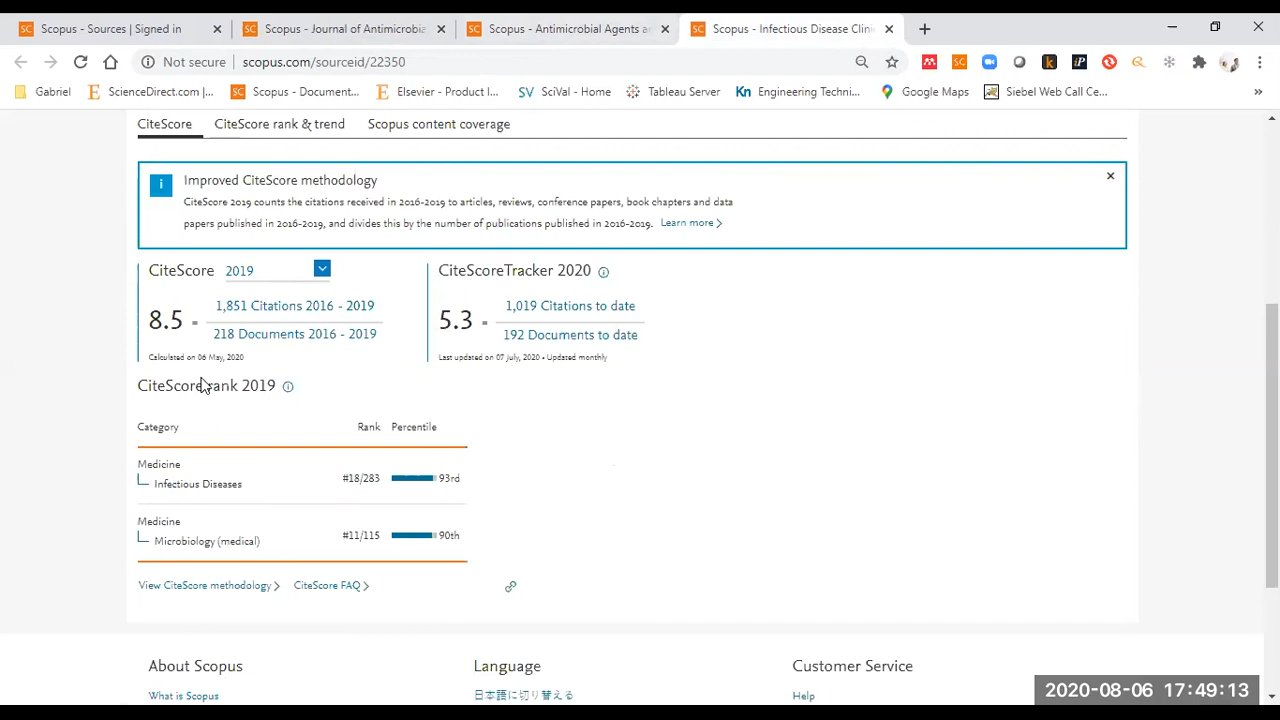 Scopus - Sources | Signed in
Scopus - Journal of Antimicrobia
Scopus - Antimicrobial Agents a
Scopus - Infectious Disease Clini
Not secure
scopus.com/sourceid/22350
Gabriel
ScienceDirect.com |...
Scopus - Document...
Elsevier - Product I...
SciVal - Home
Tableau Server
Engineering Techni...
Google Maps
Siebel Web Call Ce...
CiteScore
CiteScore rank & trend
Scopus content coverage
Improved CiteScore methodology
CiteScore 2019 counts the citations received in 2016-2019 to articles, reviews, conference papers, book chapters and data
papers published in 2016-2019, and divides this by the number of publications published in 2016-2019. Learn more
CiteScore 2019
8.5 =
1,851 Citations 2016 - 2019
218 Documents 2016 - 2019
Calculated on 06 May, 2020
CiteScoreTracker 2020
5.3 =
1,019 Citations to date
192 Documents to date
Last updated on 07 July, 2020 • Updated monthly
CiteScore rank 2019
Category Rank Percentile
Medicine
Infectious Diseases #18/283 93rd
Medicine
Microbiology (medical) #11/115 90th
View CiteScore methodology
CiteScore FAQ
About Scopus
Language
Customer Service
What is Scopus
日本語に切り替える
Help
2020-08-06 17:49:13